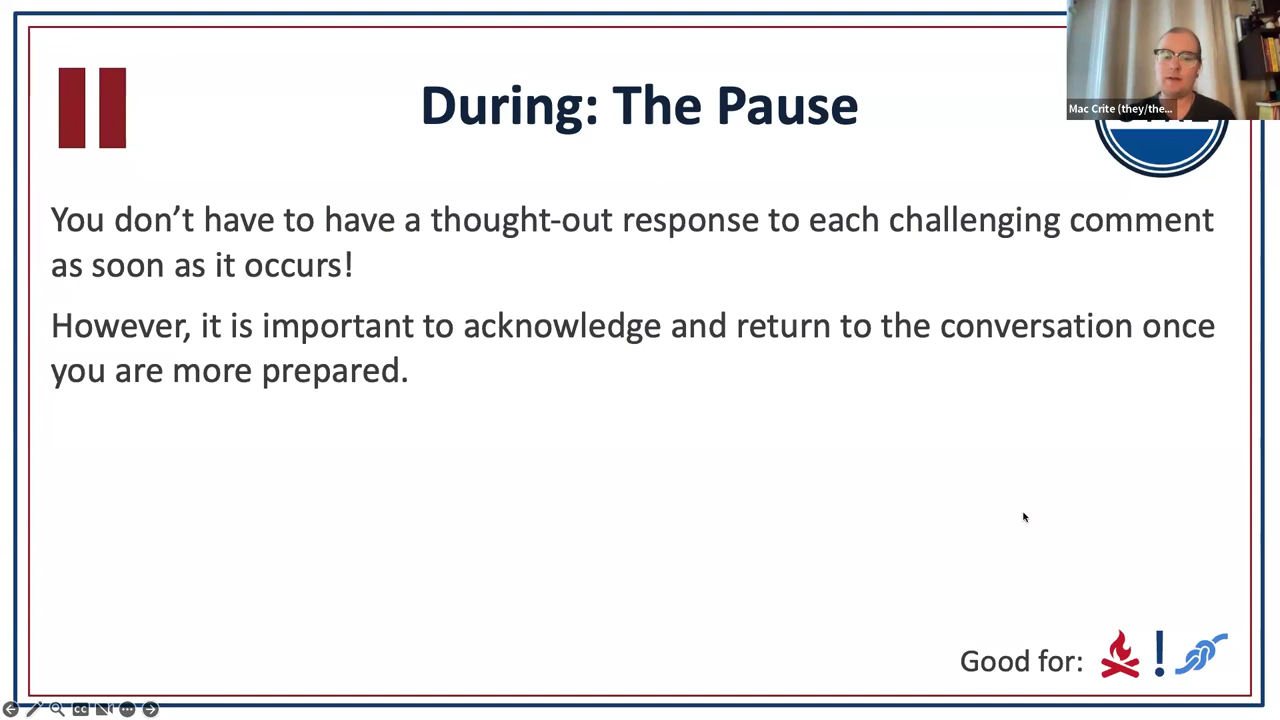 During: The Pause
Mac Crite (they/the...
You don't have to have a thought-out response to each challenging comment
as soon as it occurs!
However, it is important to acknowledge and return to the conversation once
you are more prepared.
Good for:
CC